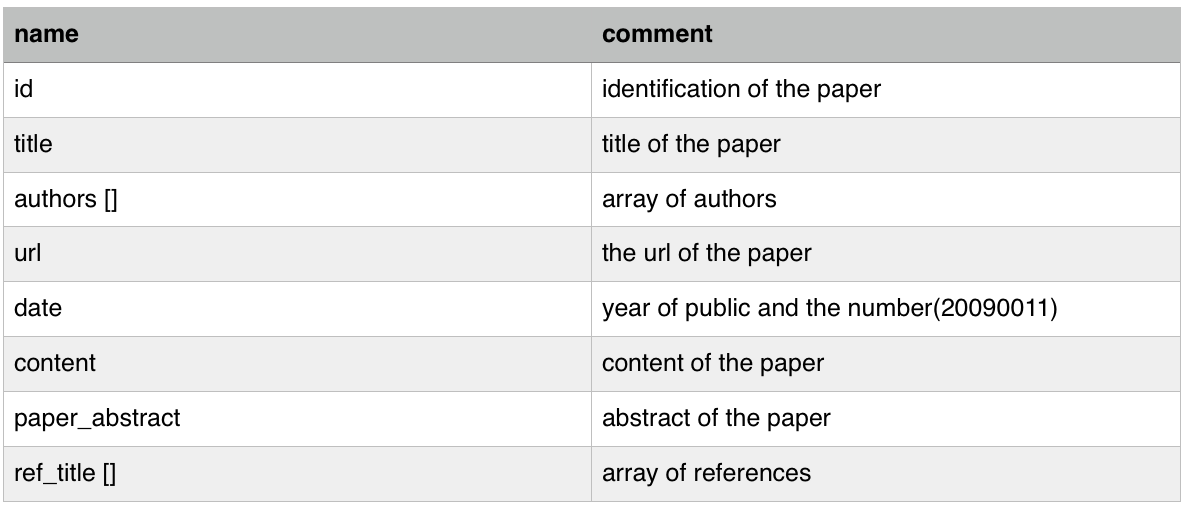 name comment
id identification of the paper
title title of the paper
authors [] array of authors
url the url of the paper
date year of public and the number(20090011)
content content of the paper
paper_abstract abstract of the paper
ref_title [] array of references